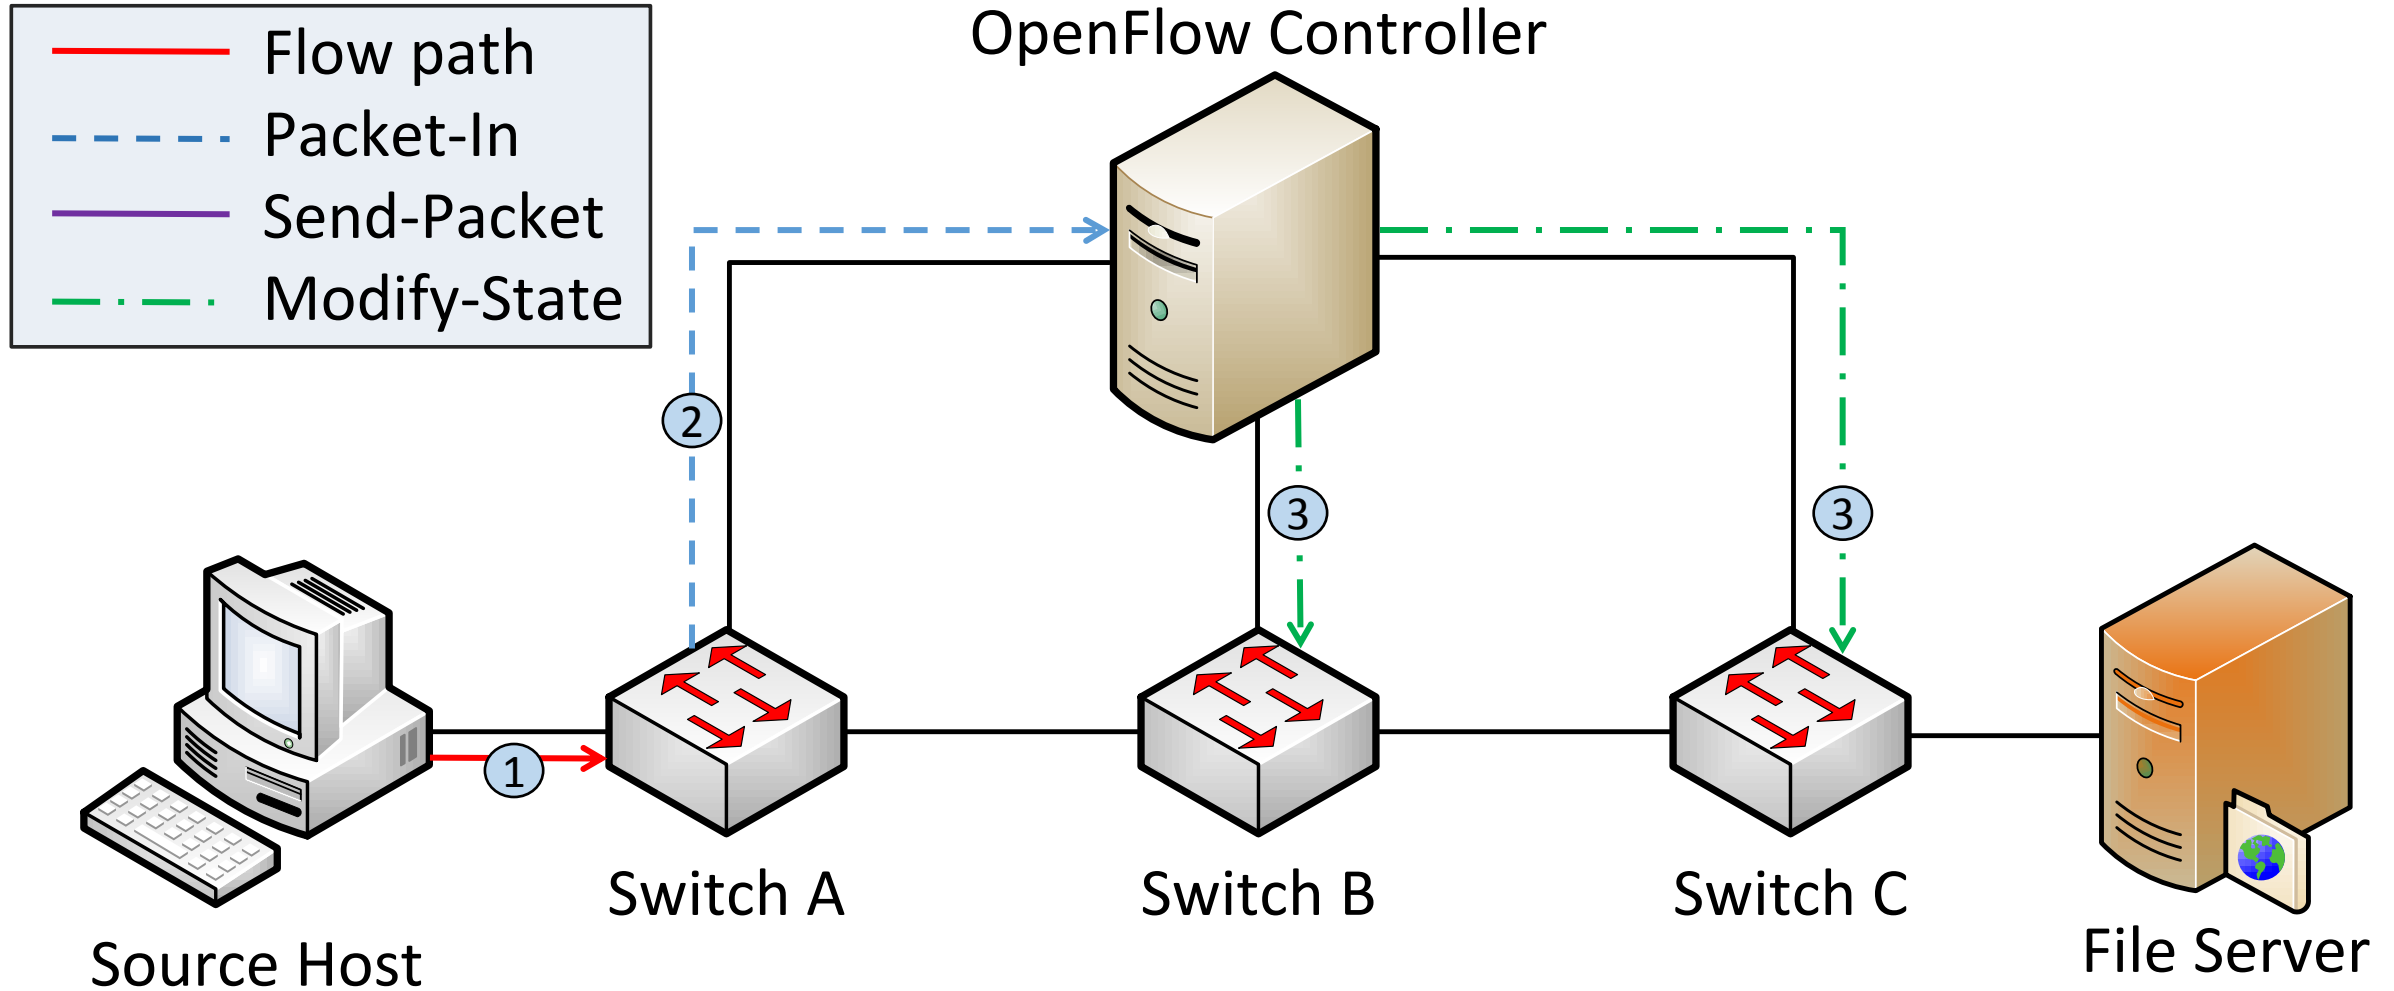 OpenFlow Controller
Flow path
Packet-In
Send-Packet
Modify-State
2
3
3
1
Switch A
Switch B
Switch C
Source Host
File Server